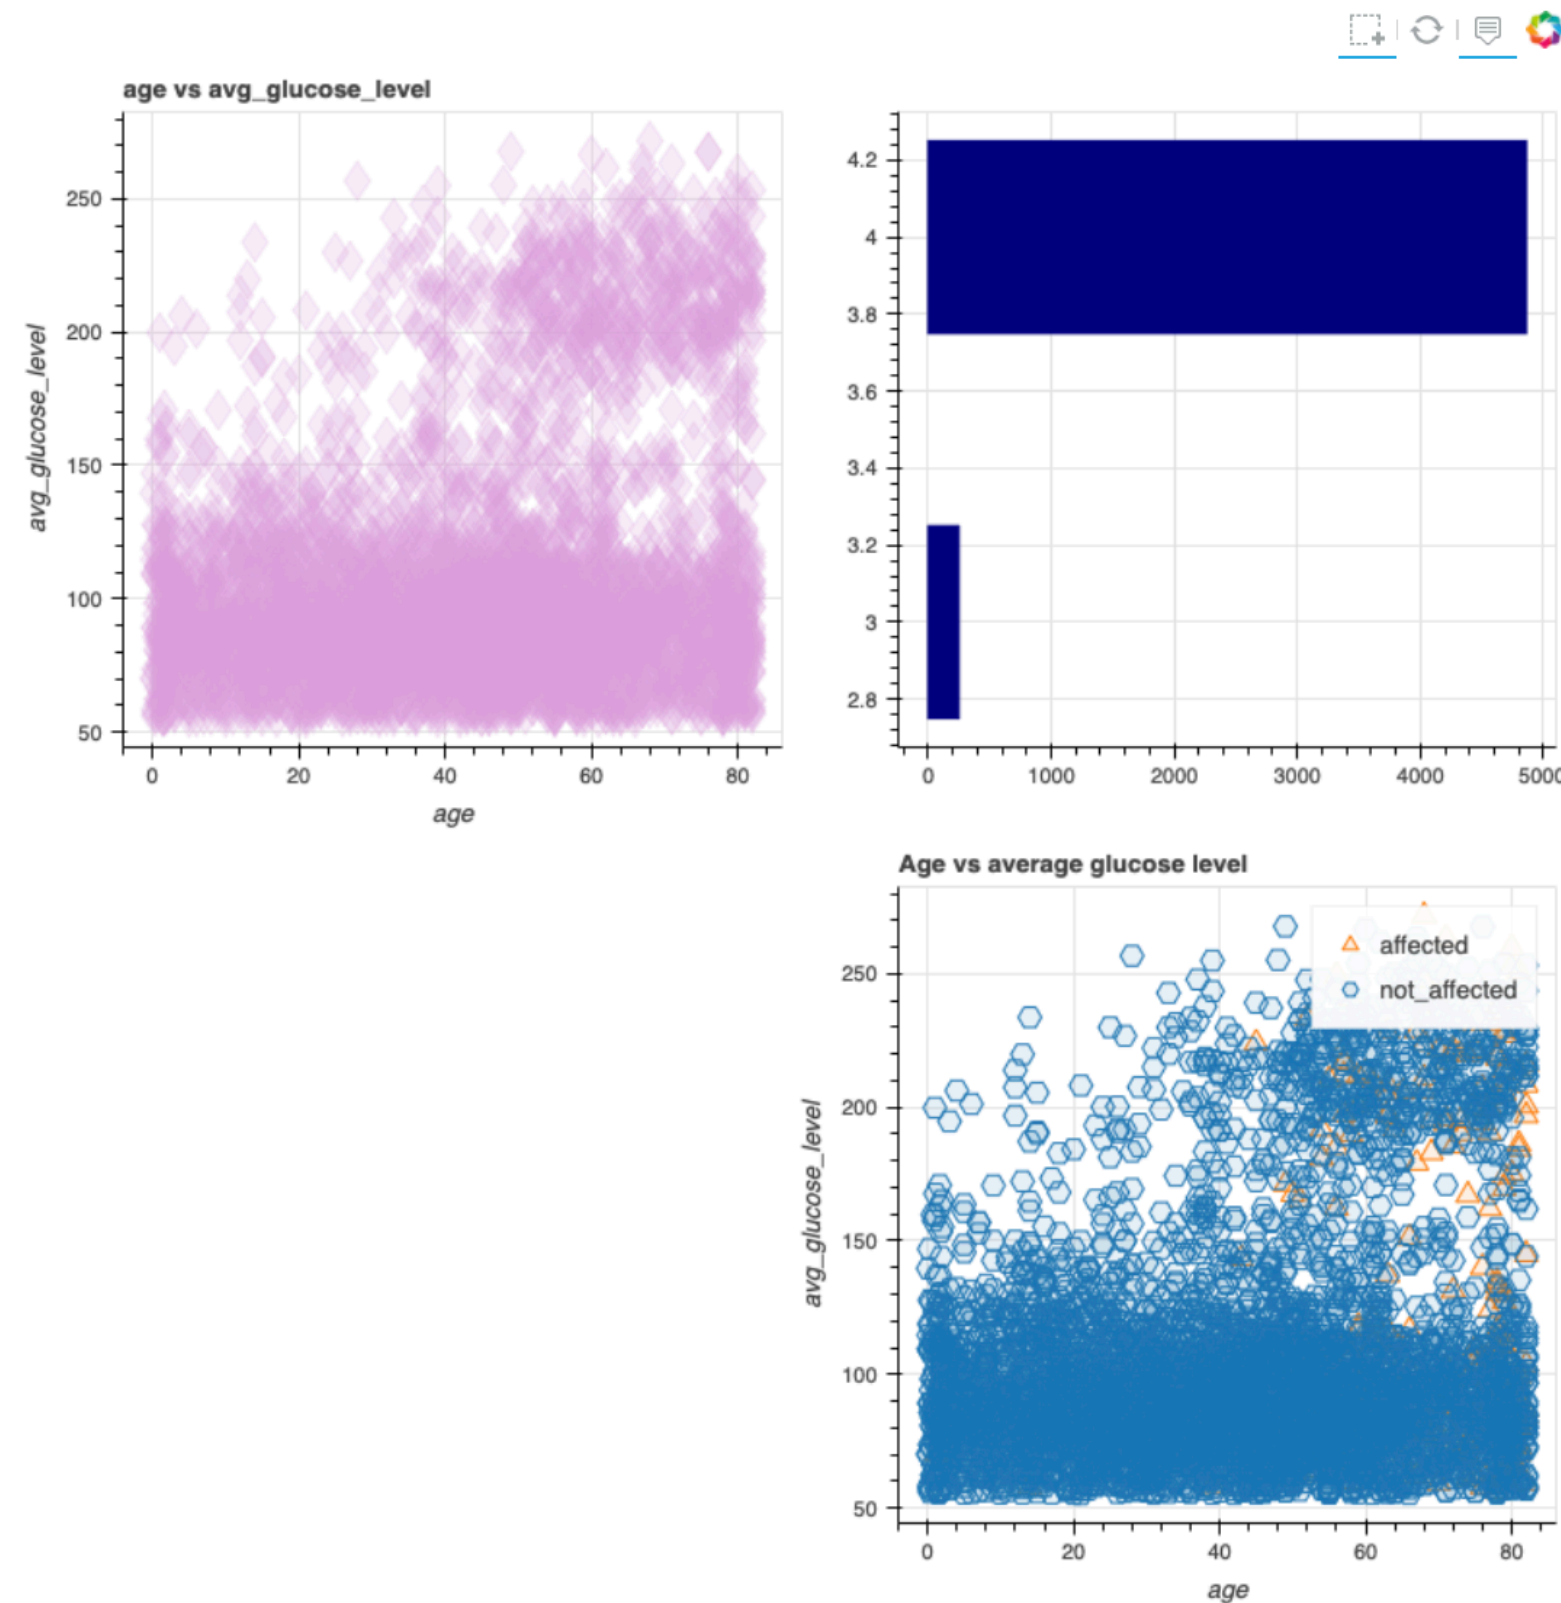 age vs avg_glucose_level
250
200
150
100
50
avg_glucose_level
0 20 40 60 80
age
4.2
4
3.8
3.6
3.4
3.2
3
2.8
0 1000 2000 3000 4000 5000
Age vs average glucose level
affected
not_affected
250
200
150
100
50
avg_glucose_level
0 20 40 60 80
age